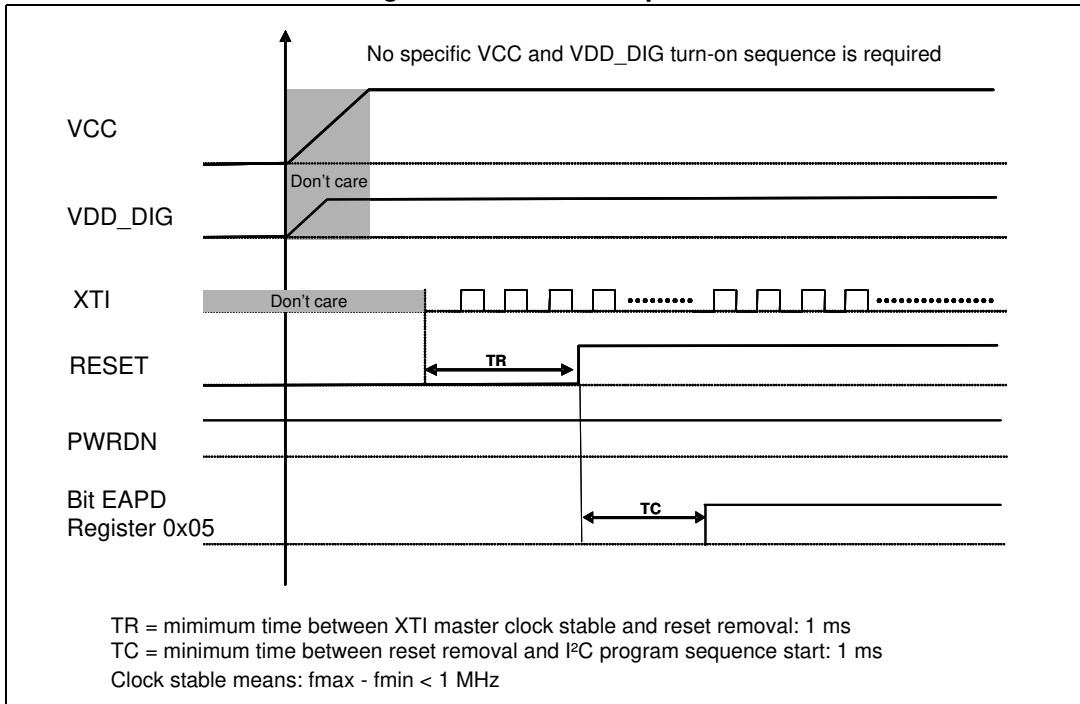 No specific VCC and VDD_DIG turn-on sequence is required
VCC
Don't care
VDD_DIG
XTI
Don't care
RESET
TR
PWRDN
Bit EAPD
Register 0x05
TC
TR = mimimum time between XTI master clock stable and reset removal: 1 ms
TC = minimum time between reset removal and I²C program sequence start: 1 ms
Clock stable means: fmax - fmin < 1 MHz